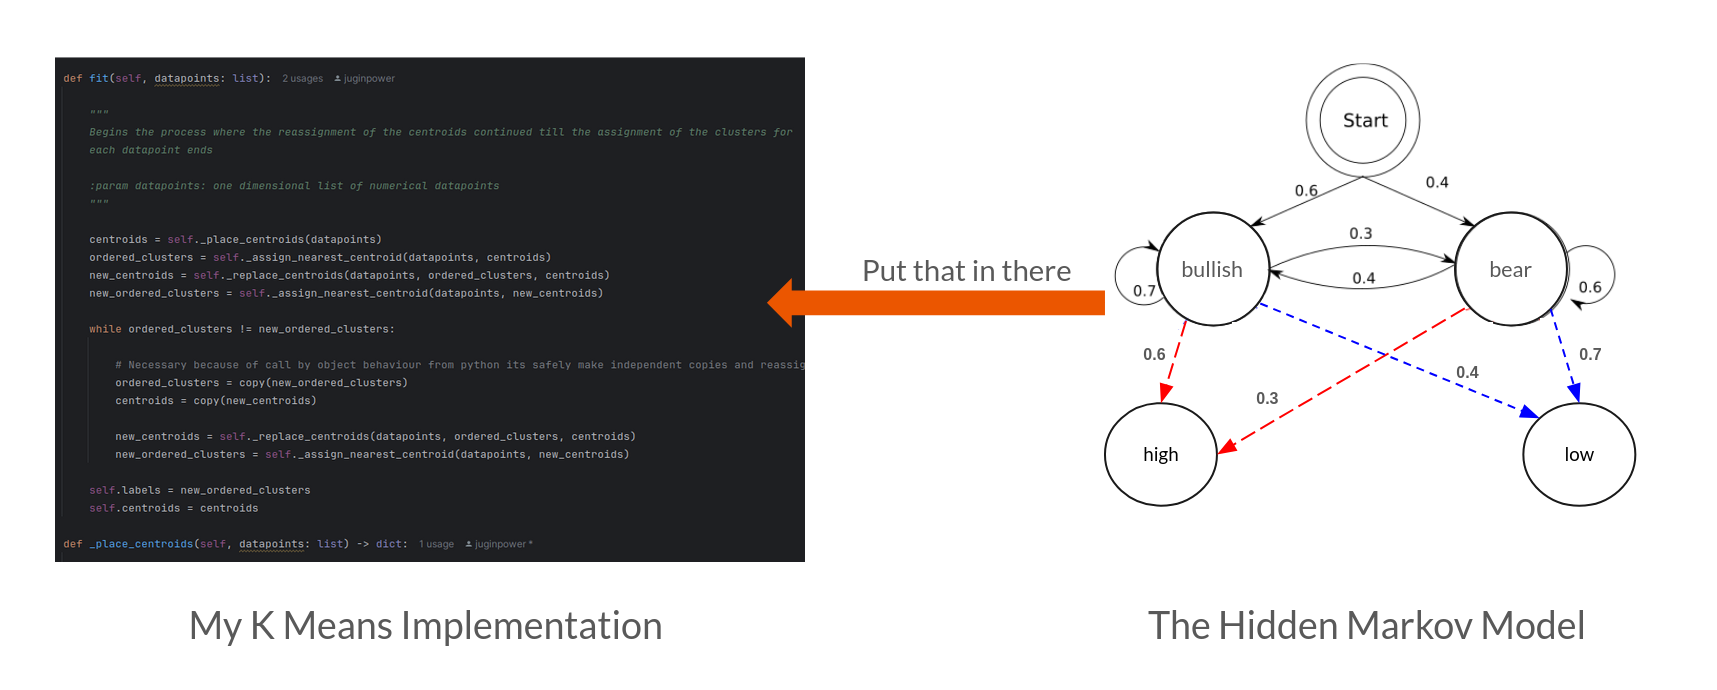 def fit(self, datapoints: list): 2 usages juginpower
"""
Begins the process where the reassignment of the centroids continued till the assignment of the clusters for
each datapoint ends
:param datapoints: one dimensional list of numerical datapoints
"""
centroids = self._place_centroids(datapoints)
ordered_clusters = self._assign_nearest_centroid(datapoints, centroids)
new_centroids = self._replace_centroids(datapoints, ordered_clusters, centroids)
new_ordered_clusters = self._assign_nearest_centroid(datapoints, new_centroids)
while ordered_clusters != new_ordered_clusters:
# Necessary because of call by object behaviour from python its safely make independent copies and reassig
ordered_clusters = copy(new_ordered_clusters)
centroids = copy(new_centroids)
new_centroids = self._replace_centroids(datapoints, ordered_clusters, centroids)
new_ordered_clusters = self._assign_nearest_centroid(datapoints, new_centroids)
self.labels = new_ordered_clusters
self.centroids = centroids
def _place_centroids(self, datapoints: list) -> dict: 1 usage juginpower *
My K Means Implementation
Put that in there
Start
0.6
0.4
0.3
bullish
bear
0.4
0.7
0.6
0.6
0.7
0.4
0.3
high
low
The Hidden Markov Model